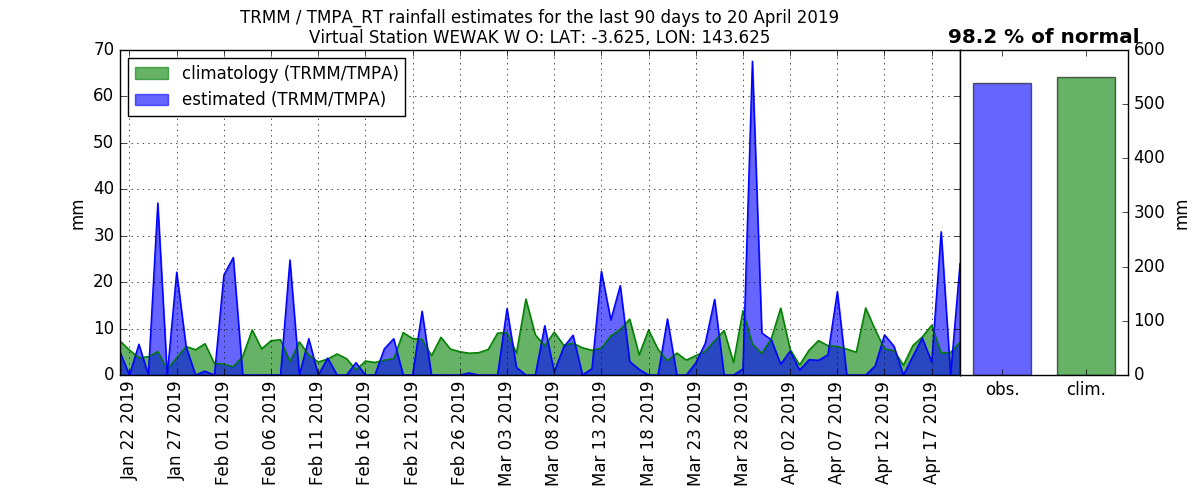 TRMM / TMPA_RT rainfall estimates for the last 90 days to 20 April 2019
Virtual Station WEWAK W O: LAT: -3.625, LON: 143.625
98.2 % of normal
climatology (TRMM/TMPA)
estimated (TRMM/TMPA)
70
60
50
40
30
20
10
0
mm
Jan 22 2019
Jan 27 2019
Feb 01 2019
Feb 06 2019
Feb 11 2019
Feb 16 2019
Feb 21 2019
Feb 26 2019
Mar 03 2019
Mar 08 2019
Mar 13 2019
Mar 18 2019
Mar 23 2019
Mar 28 2019
Apr 02 2019
Apr 07 2019
Apr 12 2019
Apr 17 2019
600
500
400
300
200
100
0
mm
obs.
clim.